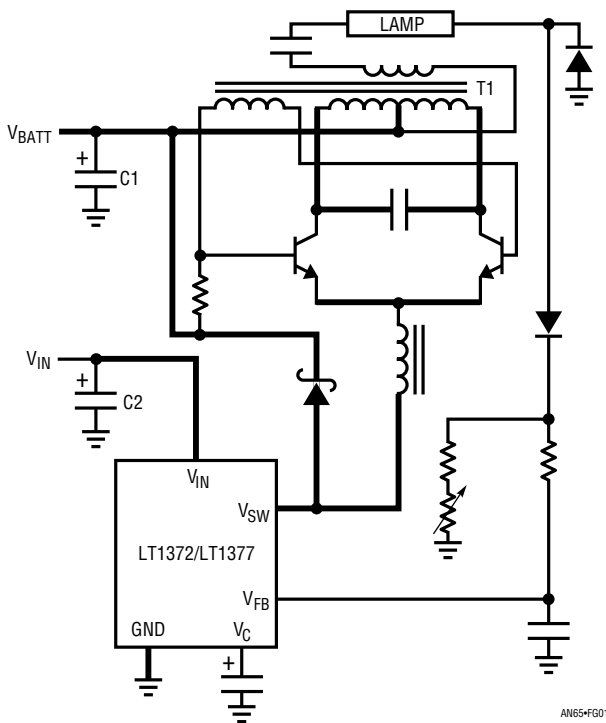 LAMP
T1
VBATT
+
C1
VIN
+
C2
VIN
VSW
LT1372/LT1377
VFB
GND
VC
+
AN65•FG01